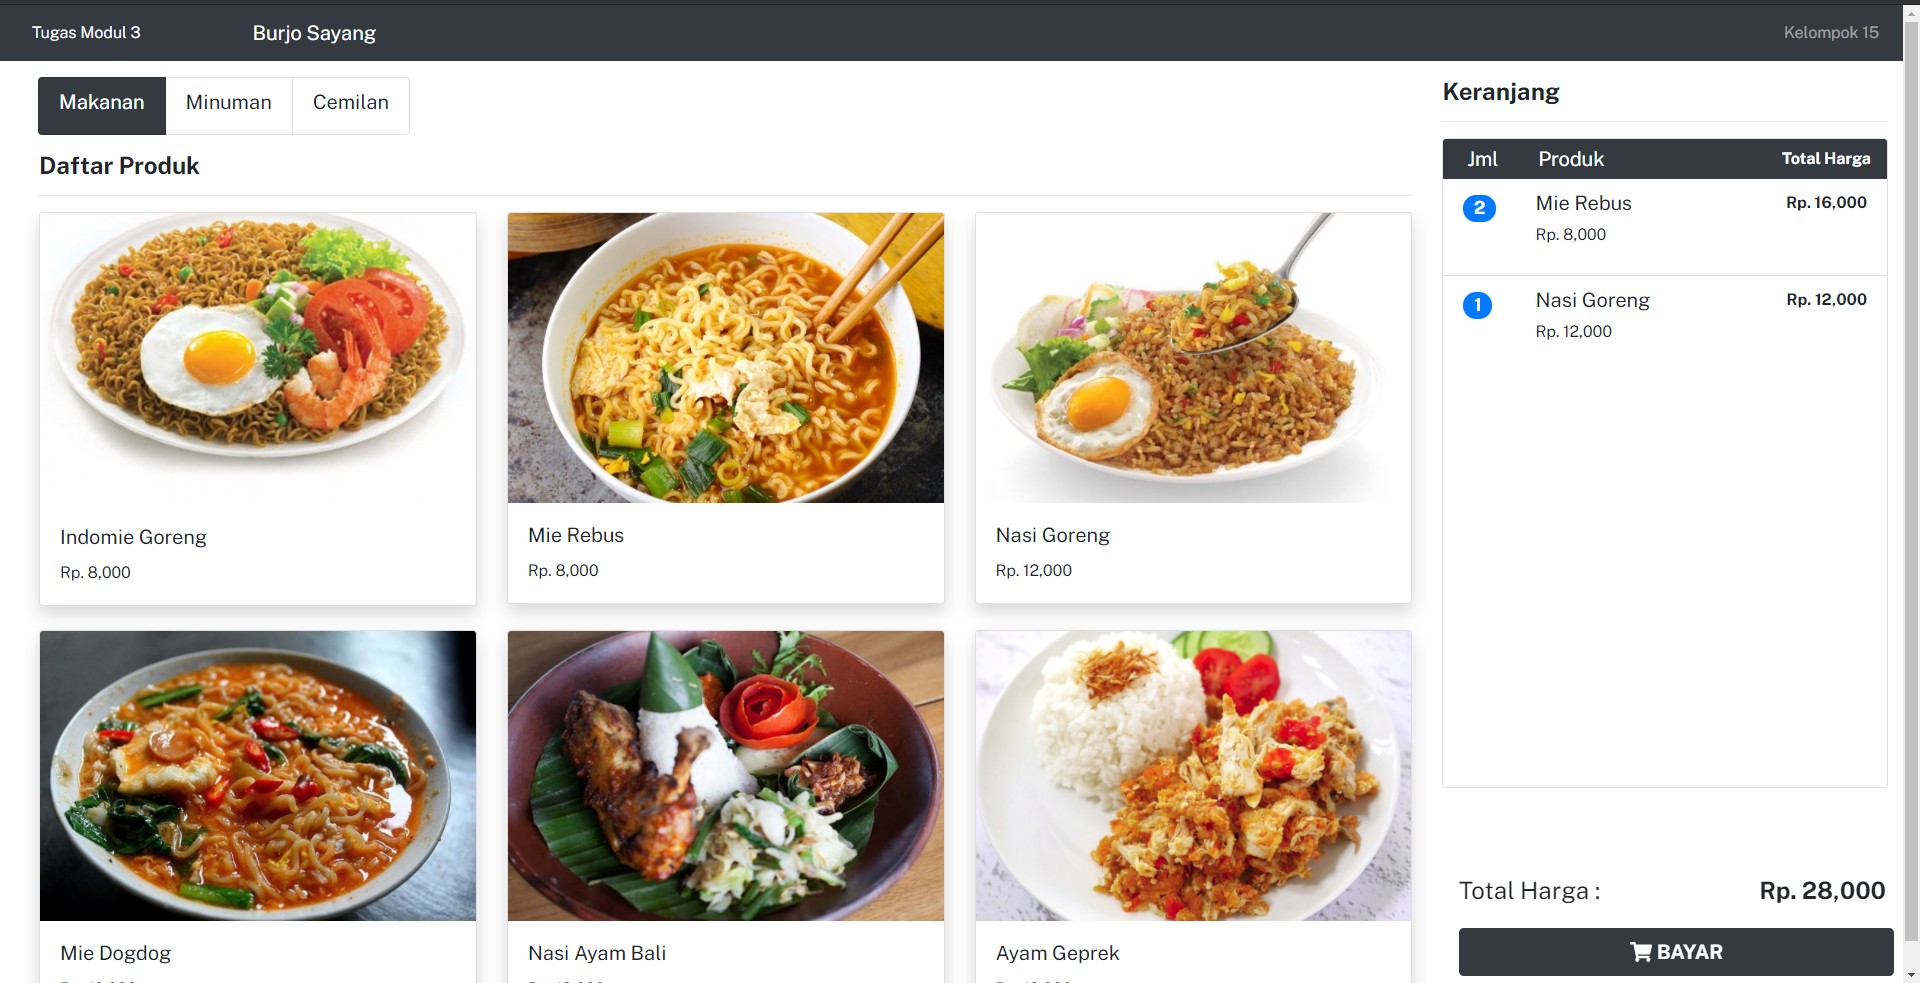 Tugas Modul 3
Burjo Sayang
Kelompok 15
Makanan
Minuman
Cemilan
Daftar Produk
Indomie Goreng
Rp. 8,000
Mie Rebus
Rp. 8,000
Nasi Goreng
Rp. 12,000
Mie Dogdog
Nasi Ayam Bali
Ayam Geprek
Keranjang
Jml Produk Total Harga
2 Mie Rebus Rp. 16,000
Rp. 8,000
1 Nasi Goreng Rp. 12,000
Rp. 12,000
Total Harga : Rp. 28,000
BAYAR